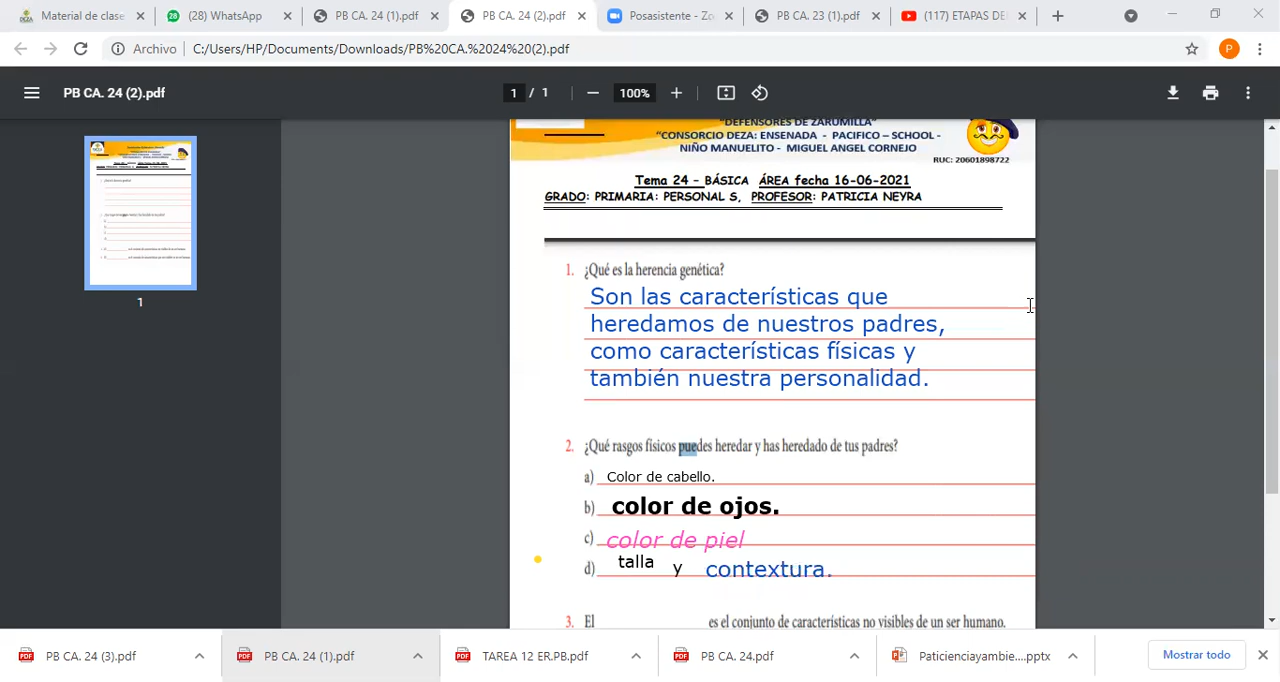 Material de clase
(28) WhatsApp
PB CA. 24 (1).pdf
PB CA. 24 (2).pdf
Posasistente - Zo
PB CA. 23 (1).pdf
(117) ETAPAS DE
Archivo
C:/Users/HP/Documents/Downloads/PB%20CA.%2024%20(2).pdf
P
PB CA. 24 (2).pdf
1 / 1
100%
"DEFENSORES DE ZARUMILLA"
"CONSORCIO DEZA: ENSENADA - PACIFICO – SCHOOL -
NIÑO MANUELITO - MIGUEL ANGEL CORNEJO
RUC: 20601898722
Tema 24 – BÁSICA ÁREA fecha 16-06-2021
GRADO: PRIMARIA: PERSONAL S, PROFESOR: PATRICIA NEYRA
1. ¿Qué es la herencia genética?
Son las características que
heredamos de nuestros padres,
como características físicas y
también nuestra personalidad.
2. ¿Qué rasgos físicos puedes heredar y has heredado de tus padres?
a) Color de cabello.
b) color de ojos.
c) color de piel
d) talla y contextura.
3. El ____________ es el conjunto de características no visibles de un ser humano.
1
PB CA. 24 (3).pdf
PB CA. 24 (1).pdf
TAREA 12 ER.PB.pdf
PB CA. 24.pdf
Paticienciayambie....pptx
Mostrar todo